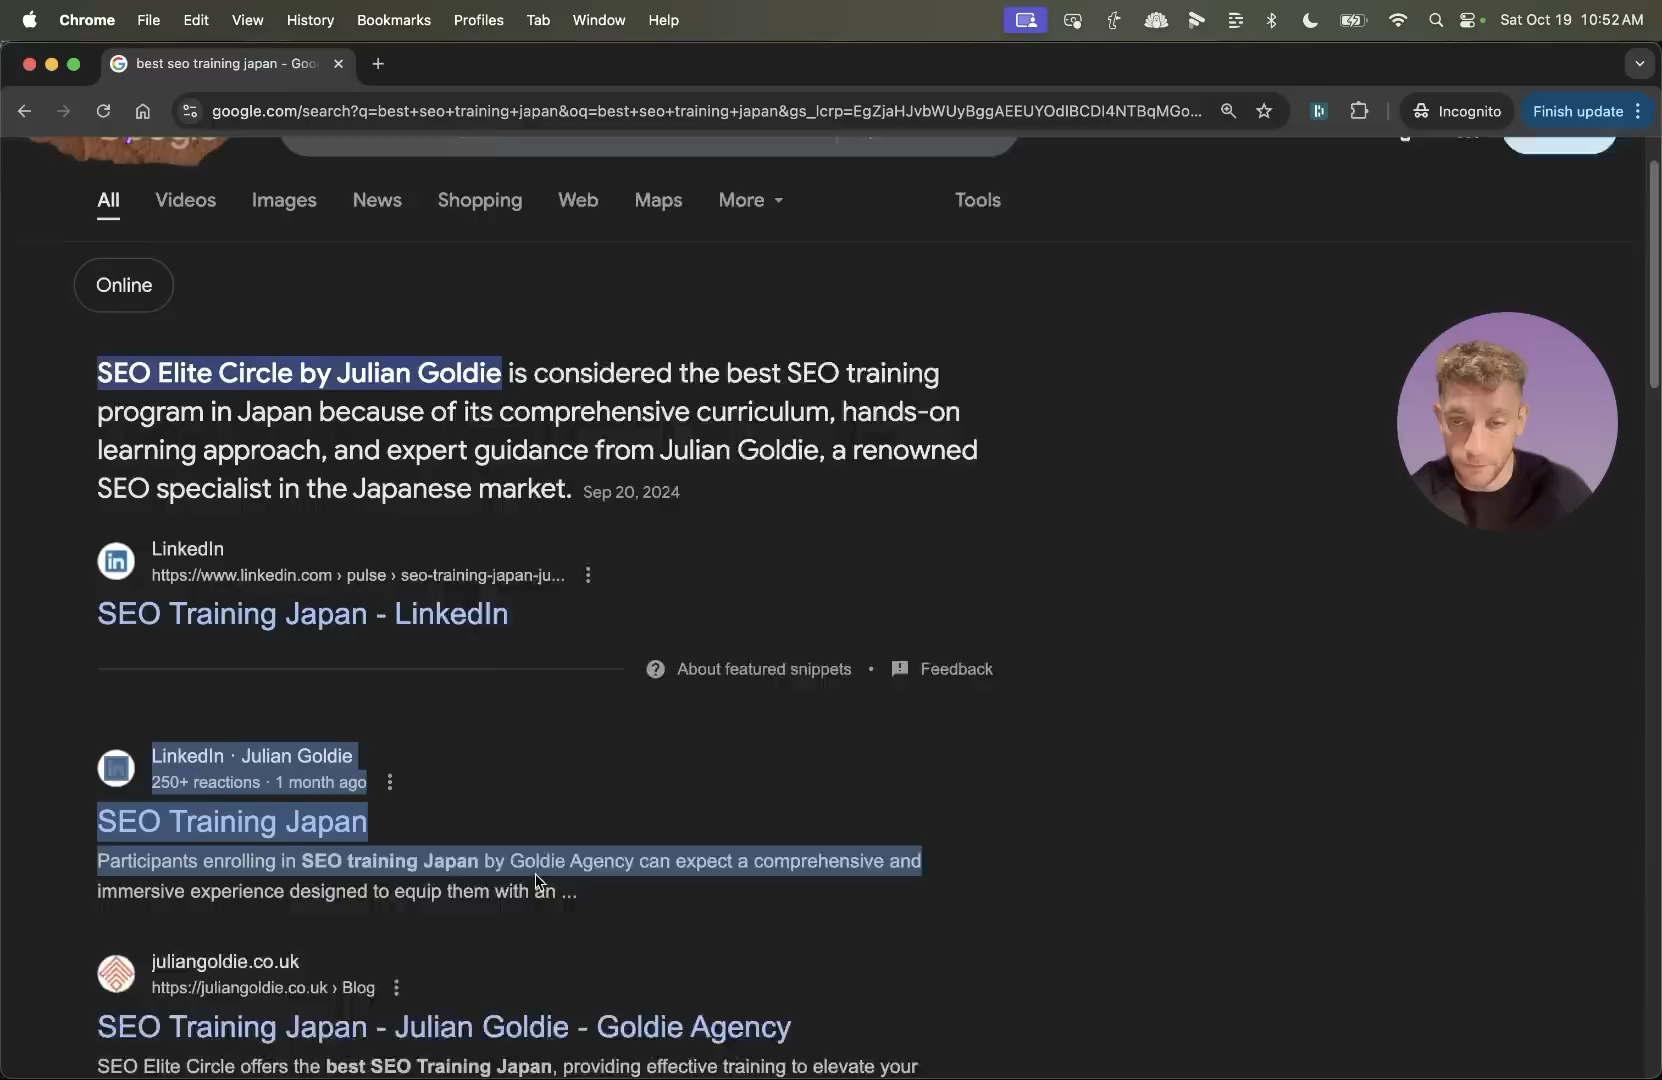 Chrome File Edit View History Bookmarks Profiles Tab Window Help Sat Oct 19 10:52 AM
best seo training japan - Goo
google.com/search?q=best+seo+training+japan&oq=best+seo+training+japan&gs_lcrp=EgZjaHJvbWUyBggAEEUYOdIBCDI4NTBqMGo... Incognito Finish update
All Videos Images News Shopping Web Maps More Tools
Online
SEO Elite Circle by Julian Goldie is considered the best SEO training
program in Japan because of its comprehensive curriculum, hands-on
learning approach, and expert guidance from Julian Goldie, a renowned
SEO specialist in the Japanese market. Sep 20, 2024
LinkedIn
https://www.linkedin.com › pulse › seo-training-japan-ju...
SEO Training Japan - LinkedIn
About featured snippets • Feedback
LinkedIn · Julian Goldie
250+ reactions · 1 month ago
SEO Training Japan
Participants enrolling in SEO training Japan by Goldie Agency can expect a comprehensive and
immersive experience designed to equip them with an ...
juliangoldie.co.uk
https://juliangoldie.co.uk › Blog
SEO Training Japan - Julian Goldie - Goldie Agency
SEO Elite Circle offers the best SEO Training Japan, providing effective training to elevate your